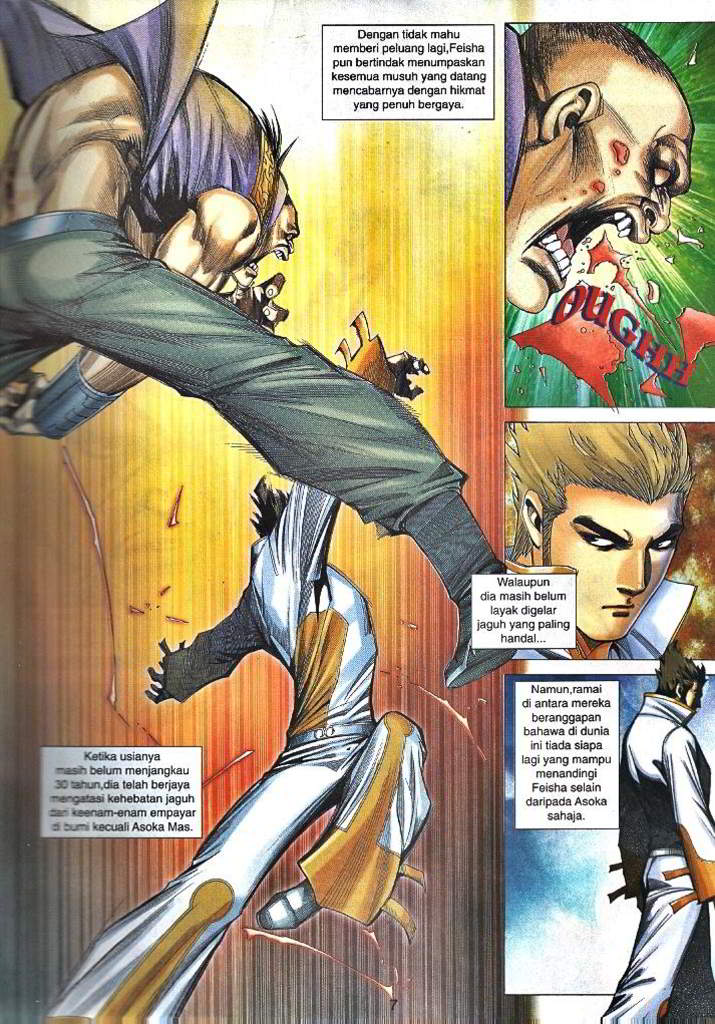 Dengan tidak mahu
memberi peluang lagi,Feisha
pun bertindak menumpaskan
kesemua musuh yang datang
mencabarnya dengan hikmat
yang penuh bergaya.
OUGHH
Walaupun
dia masih belum
layak digelar
jaguh yang paling
handal...
Namun,ramai
di antara mereka
beranggapan
bahawa di dunia
ini tiada siapa
lagi yang mampu
menandingi
Feisha selain
daripada Asoka
sahaja.
Ketika usianya
masih belum menjangkau
30 tahun,dia telah berjaya
mengatasi kehebatan jaguh
dari keenam-enam empayar
di bumi kecuali Asoka Mas.
7